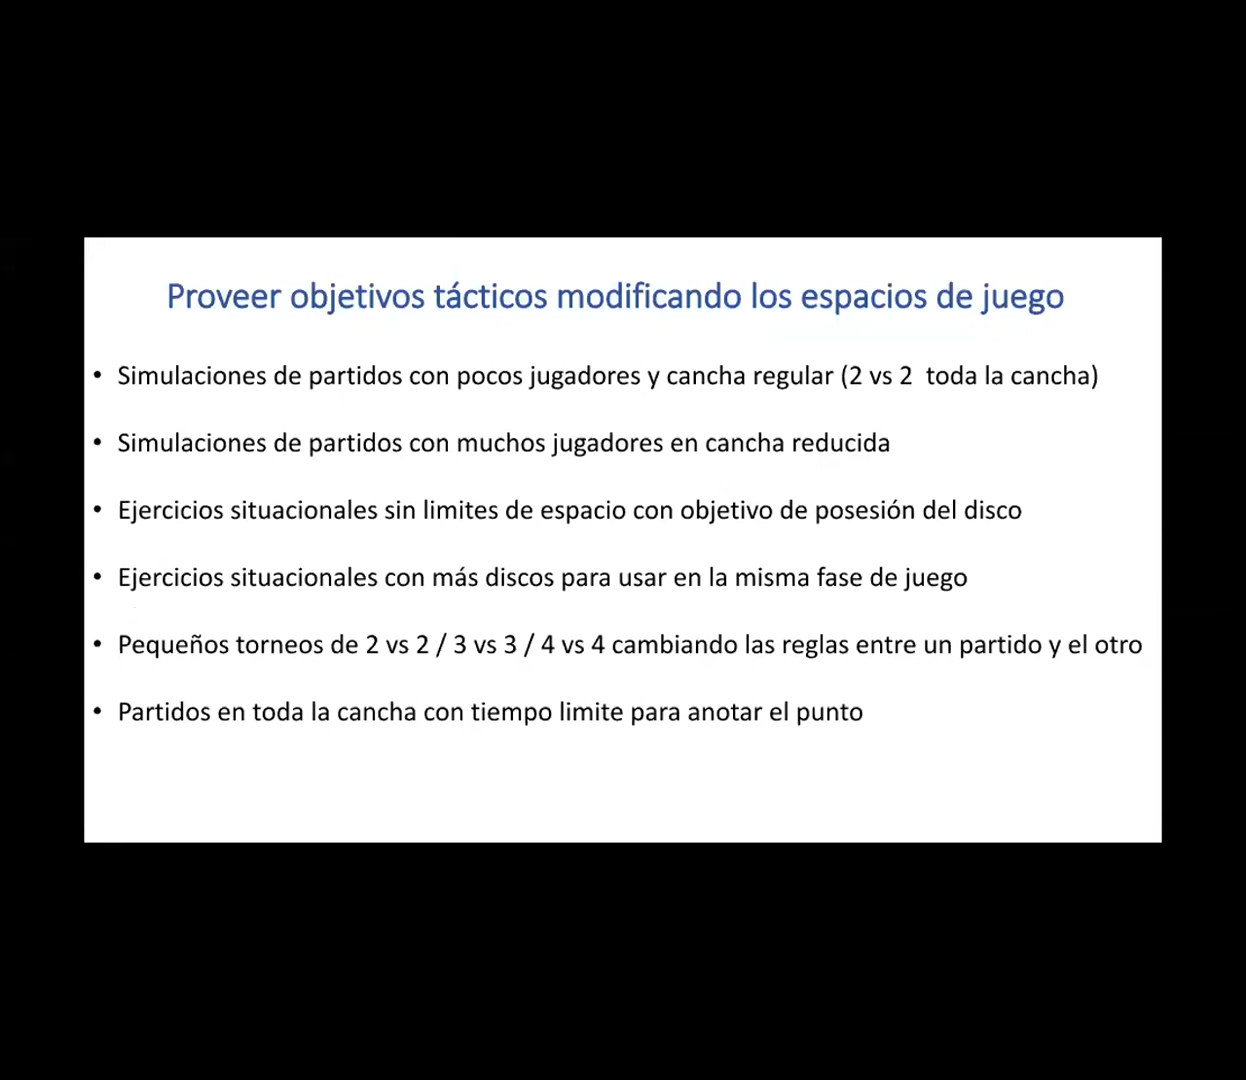 Proveer objetivos tácticos modificando los espacios de juego
• Simulaciones de partidos con pocos jugadores y cancha regular (2 vs 2 toda la cancha)
• Simulaciones de partidos con muchos jugadores en cancha reducida
• Ejercicios situacionales sin limites de espacio con objetivo de posesión del disco
• Ejercicios situacionales con más discos para usar en la misma fase de juego
• Pequeños torneos de 2 vs 2 / 3 vs 3 / 4 vs 4 cambiando las reglas entre un partido y el otro
• Partidos en toda la cancha con tiempo limite para anotar el punto